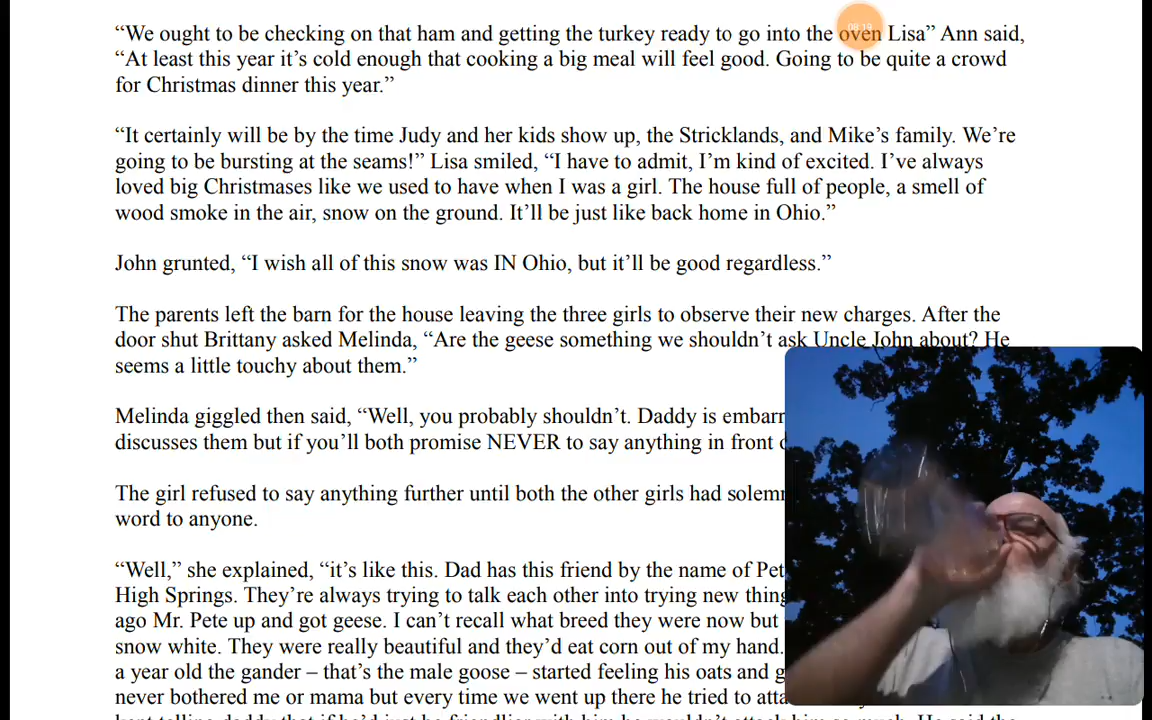 “We ought to be checking on that ham and getting the turkey ready to go into the oven Lisa” Ann said,
“At least this year it’s cold enough that cooking a big meal will feel good. Going to be quite a crowd
for Christmas dinner this year.”
“It certainly will be by the time Judy and her kids show up, the Stricklands, and Mike’s family. We’re
going to be bursting at the seams!” Lisa smiled, “I have to admit, I’m kind of excited. I’ve always
loved big Christmases like we used to have when I was a girl. The house full of people, a smell of
wood smoke in the air, snow on the ground. It’ll be just like back home in Ohio.”
John grunted, “I wish all of this snow was IN Ohio, but it’ll be good regardless.”
The parents left the barn for the house leaving the three girls to observe their new charges. After the
door shut Brittany asked Melinda, “Are the geese something we shouldn’t ask Uncle John about? He
seems a little touchy about them.”
Melinda giggled then said, “Well, you probably shouldn’t. Daddy is
discusses them but if you’ll both promise NEVER to say anything in front
The girl refused to say anything further until both the other girls had
word to anyone.
“Well,” she explained, “it’s like this. Dad has this friend by the name of
High Springs. They’re always trying to talk each other into trying new
ago Mr. Pete up and got geese. I can’t recall what breed they were now but
snow white. They were really beautiful and they’d eat corn out of my hand.
a year old the gander – that’s the male goose – started feeling his oats and
never bothered me or mama but every time we went up there he tried to